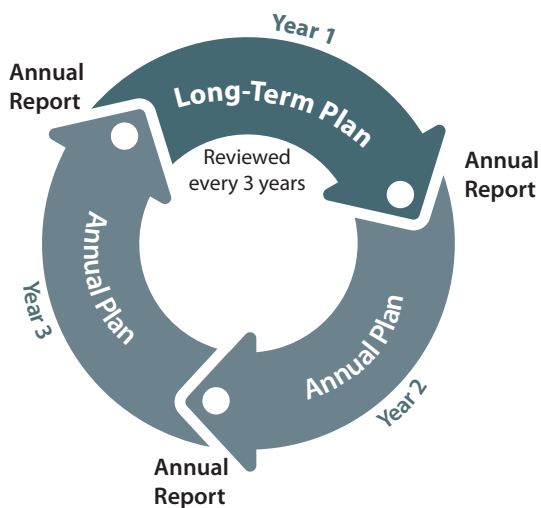 Year 1
Annual
Report
Long-Term Plan
Reviewed
every 3 years
Annual
Report
Annual Plan
Year 3
Annual Plan
Year 2
Annual
Report